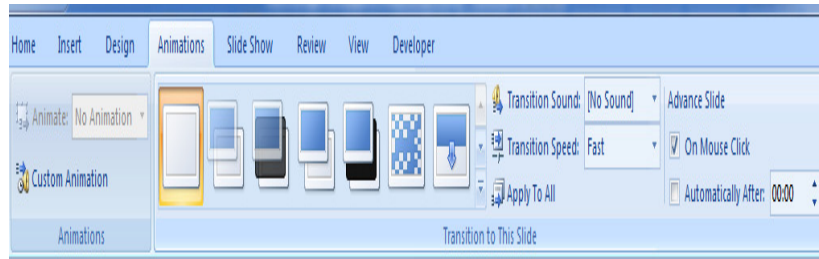 Home Insert Design Animations Slide Show Review View Developer
Animate: No Animation
Custom Animation
Animations
Transition Sound: [No Sound]
Transition Speed: Fast
Apply To All
Advance Slide
On Mouse Click
Automatically After: 00:00
Transition to This Slide